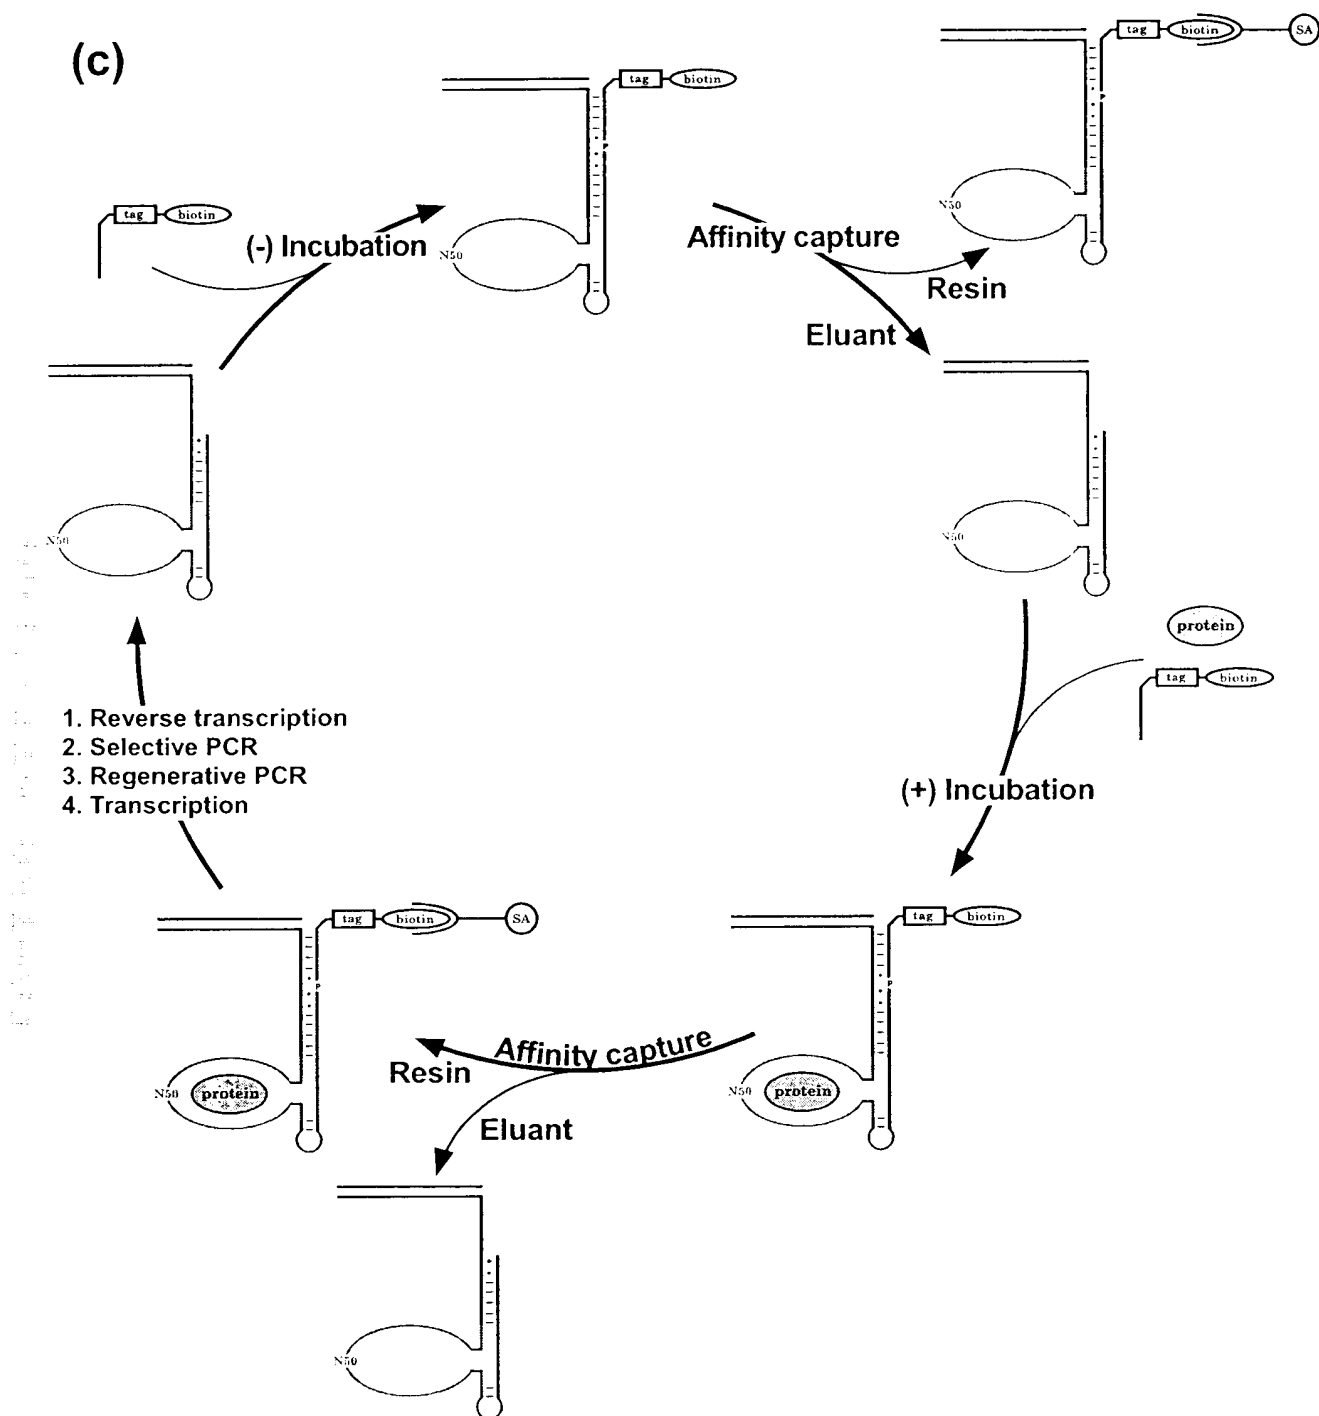 (c)
tag biotin SA
tag biotin
P
P
N50
tag biotin
(-) Incubation
N50
Affinity capture
Resin
Eluant
N50
N50
protein
tag biotin
1. Reverse transcription
2. Selective PCR
3. Regenerative PCR
4. Transcription
(+) Incubation
tag biotin SA
tag biotin
P
P
Affinity capture
Resin
N50 protein
N50 protein
Eluant
N50